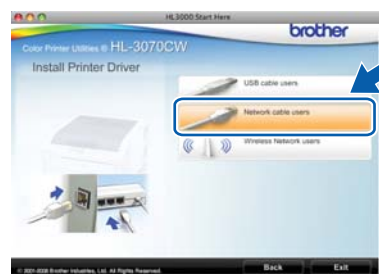 HL3000 Start Here
brother
Color Printer Utilities HL-3070CW
Install Printer Driver
USB cable users
Network cable users
Wireless Network users
© 2001-2008 Brother Industries, Ltd. All Rights Reserved.
Back
Exit